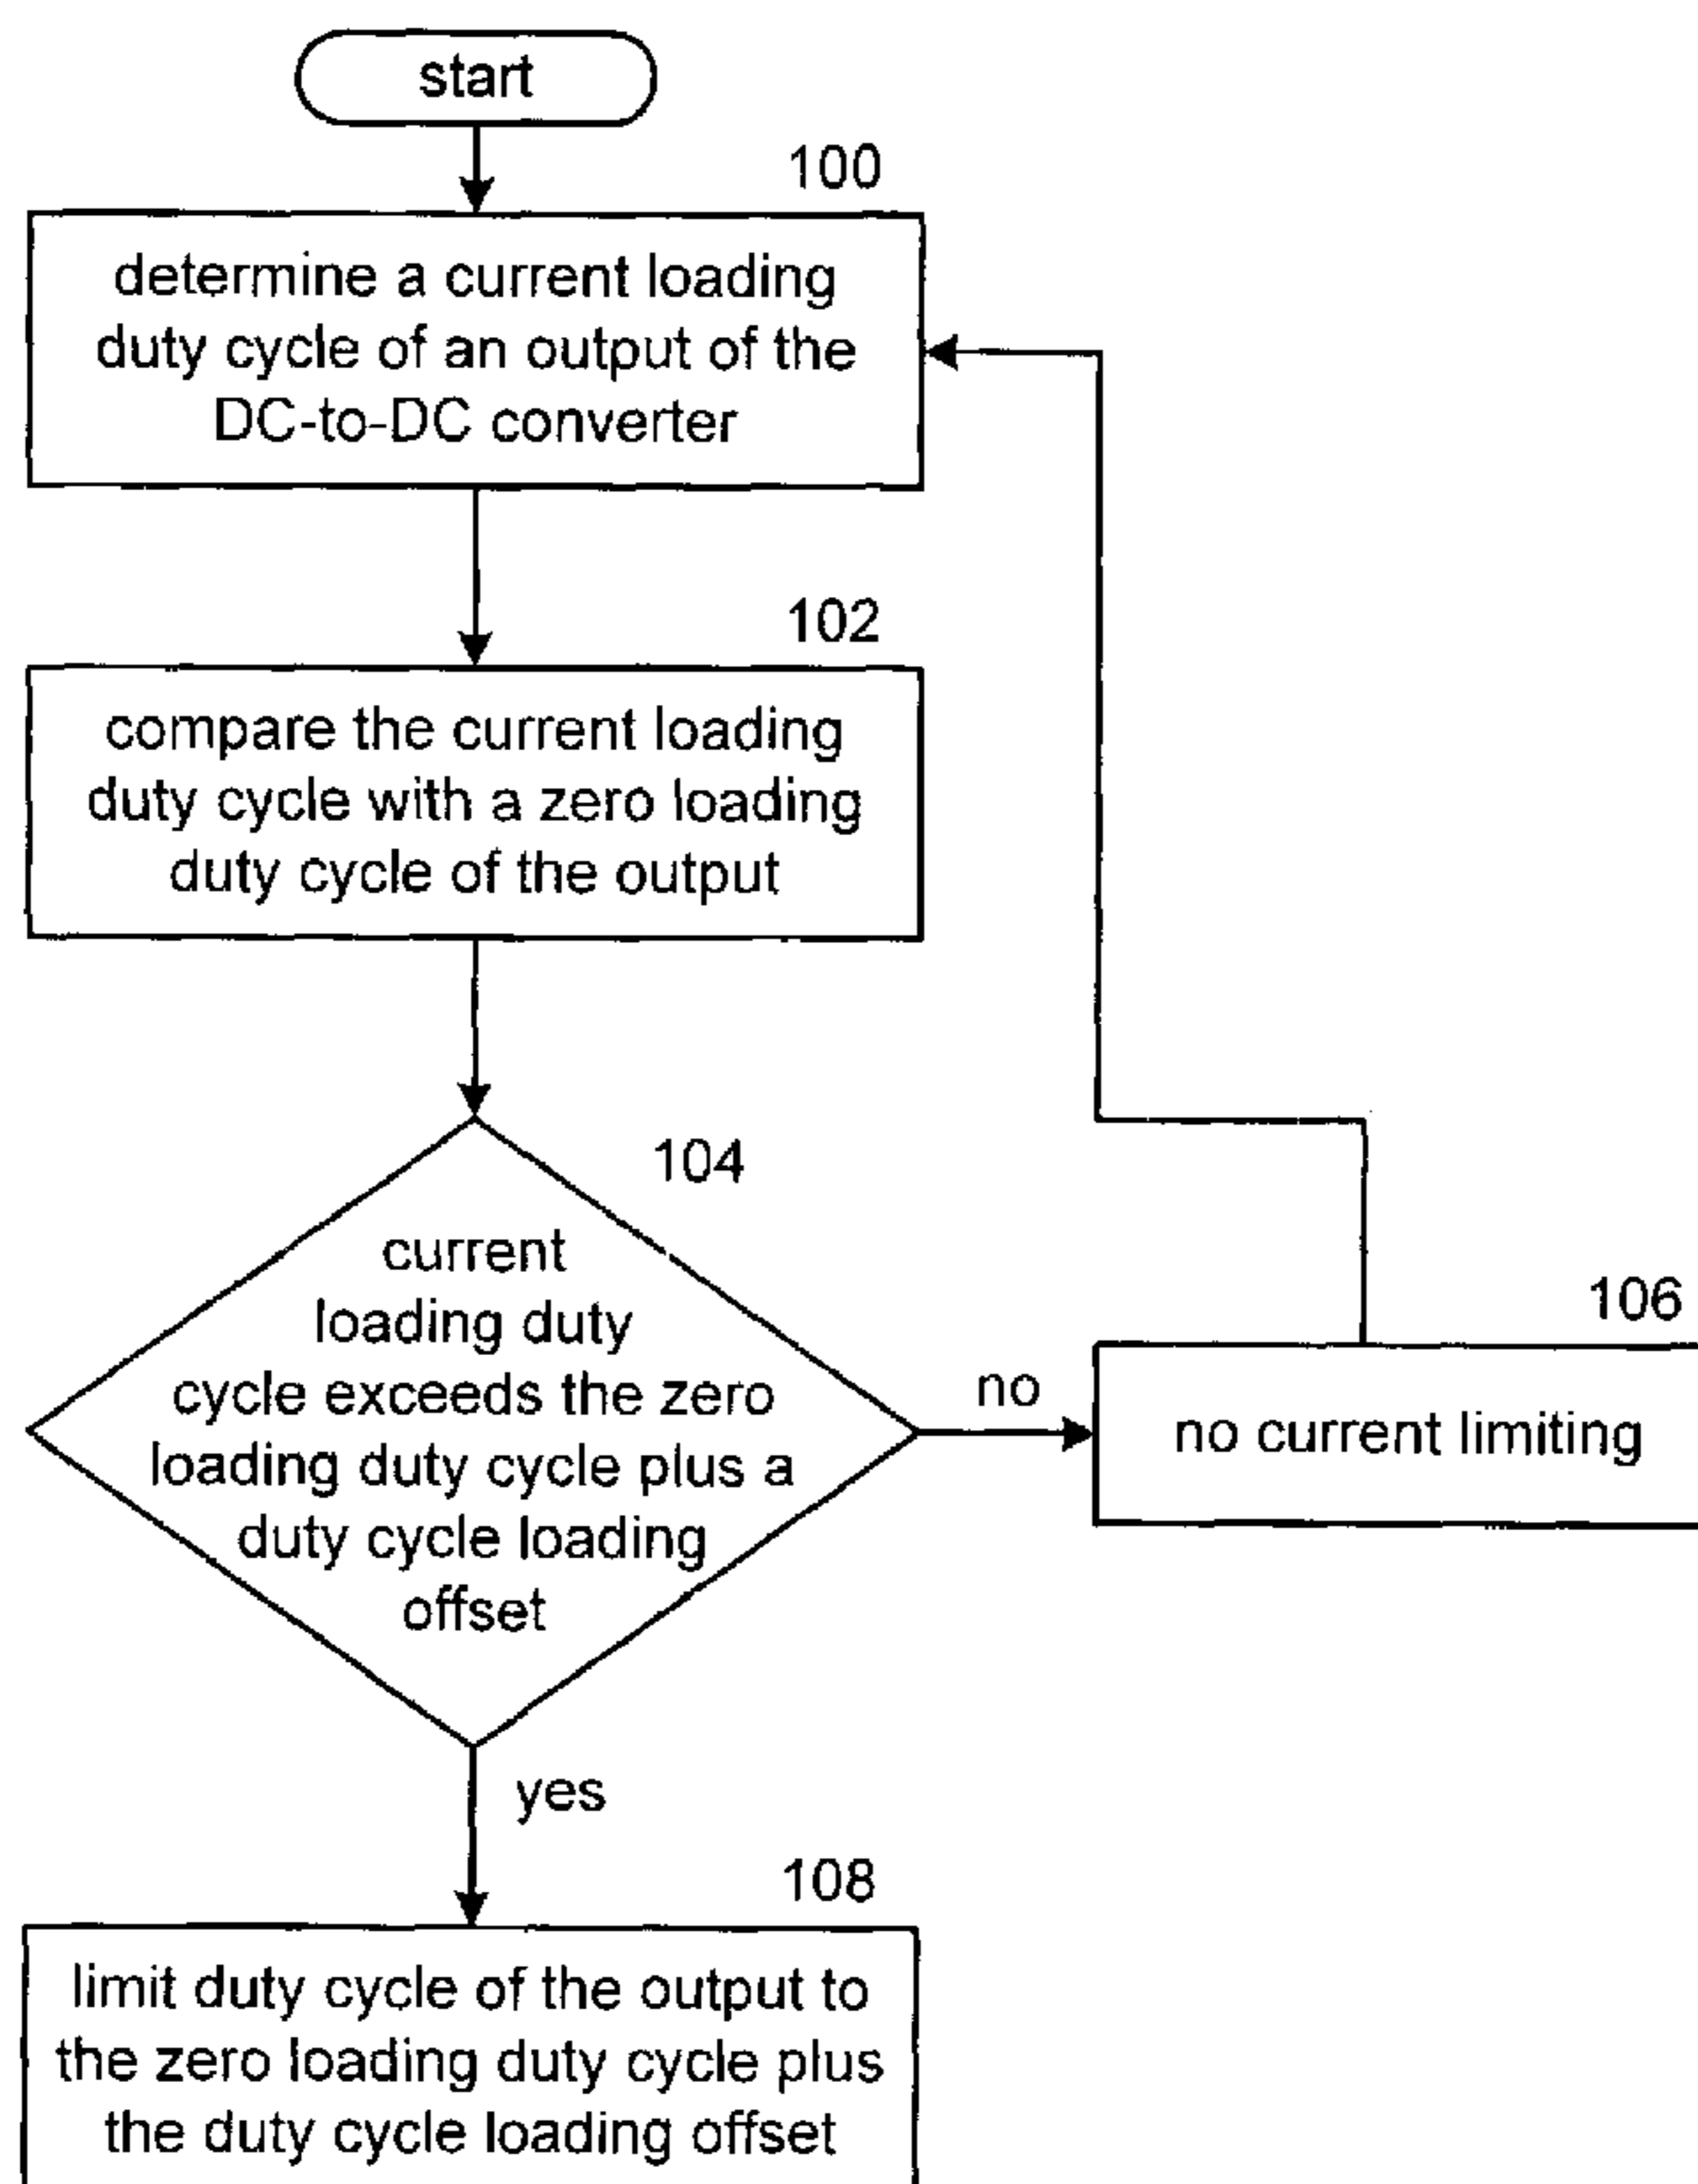 start
100
determine a current loading
duty cycle of an output of the
DC-to-DC converter
102
compare the current loading
duty cycle with a zero loading
duty cycle of the output
104
current
loading duty
cycle exceeds the zero
loading duty cycle plus a
duty cycle loading
offset
no
106
no current limiting
yes
108
limit duty cycle of the output to
the zero loading duty cycle plus
the duty cycle loading offset